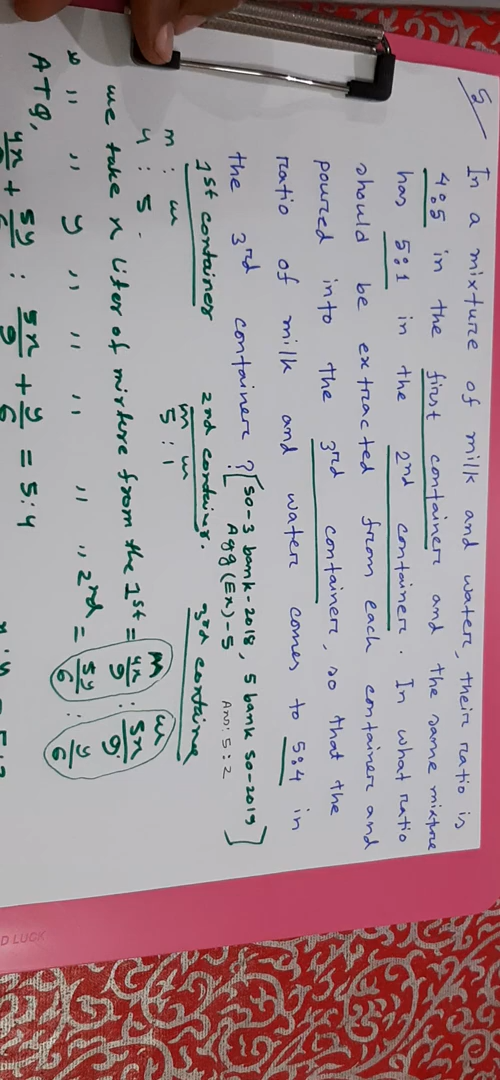 5
In a mixture of milk and water, their ratio is
4:5 in the first container and the same mixture
has 5:1 in the 2nd container. In what ratio
should be extracted from each container and
poured into the 3rd container, so that the
ratio of milk and water comes to 5:4 in
the 3rd container? [SO-3 bank-2018, 5 bank SO-2019]
Agg (Ex)-5 Ans: 5:2
1st container 2nd container. 3rd containe
m : w m w
4 : 5. 5 : 1
M w
we take x liter of mixture from the 1st = 4x/9 : 5x/9
" " " y " " " " " 2nd = 5y/6 : y/6
ATQ,
4x/9 + 5y/6 : 5x/9 + y/6 = 5:4
D LUCK